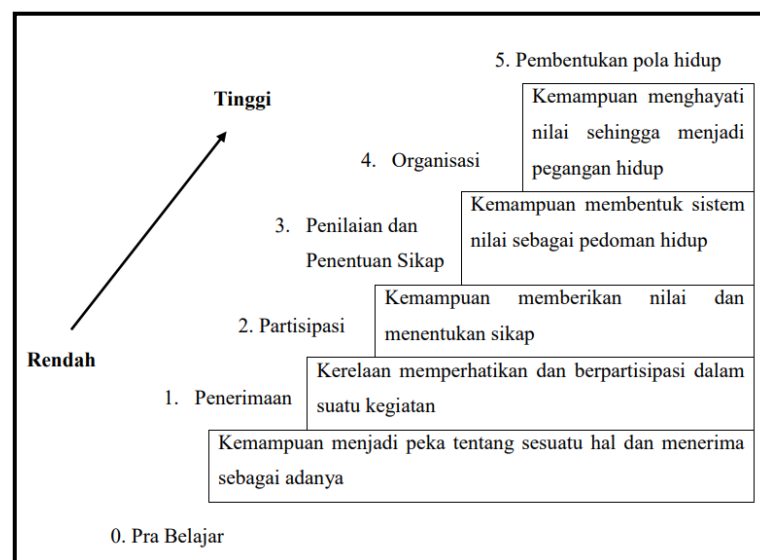 5. Pembentukan pola hidup
Tinggi
Kemampuan menghayati
nilai sehingga menjadi
pegangan hidup
4. Organisasi
Kemampuan membentuk sistem
nilai sebagai pedoman hidup
3. Penilaian dan
Penentuan Sikap
Kemampuan memberikan nilai dan
menentukan sikap
2. Partisipasi
Rendah
Kerelaan memperhatikan dan berpartisipasi dalam
suatu kegiatan
1. Penerimaan
Kemampuan menjadi peka tentang sesuatu hal dan menerima
sebagai adanya
0. Pra Belajar